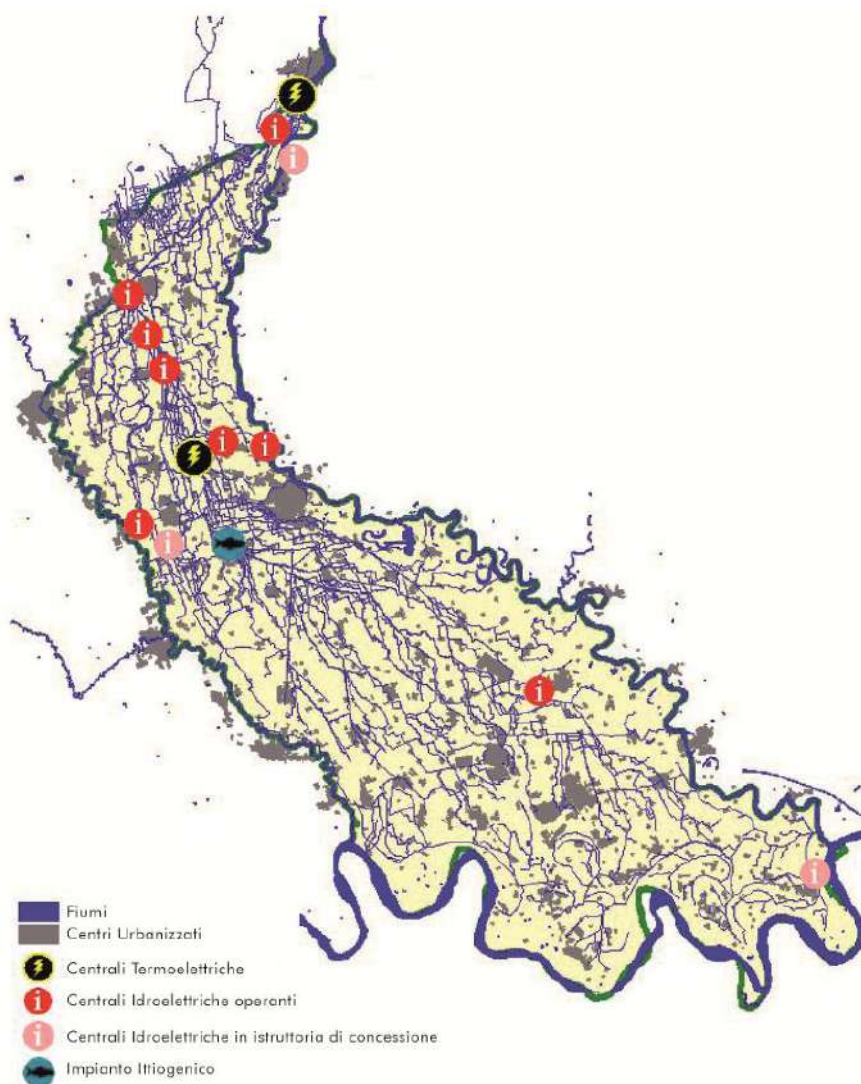 Fiumi
Centri Urbanizzati
Centrali Termoelettriche
Centrali Idroelettriche operanti
Centrali Idroelettriche in istruttoria di concessione
Impianto Ittiogenico